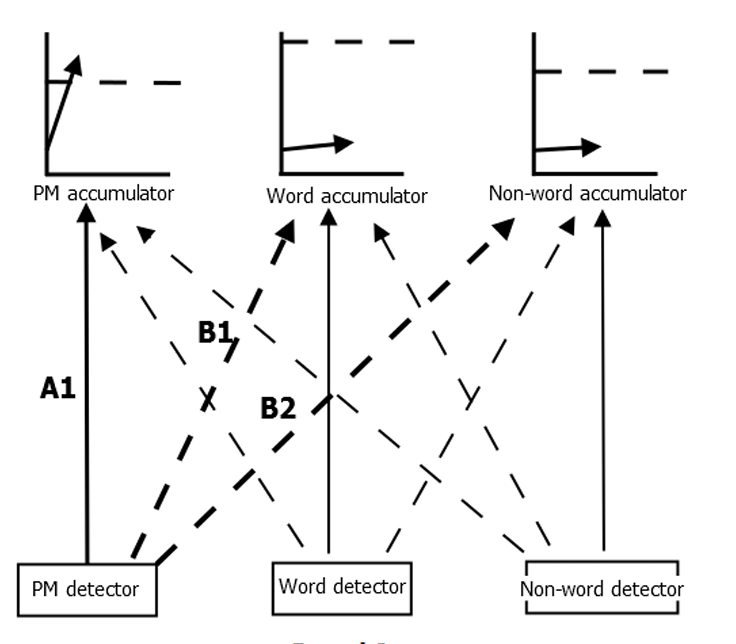 PM accumulator
Word accumulator
Non-word accumulator
B1
A1
B2
PM detector
Word detector
Non-word detector